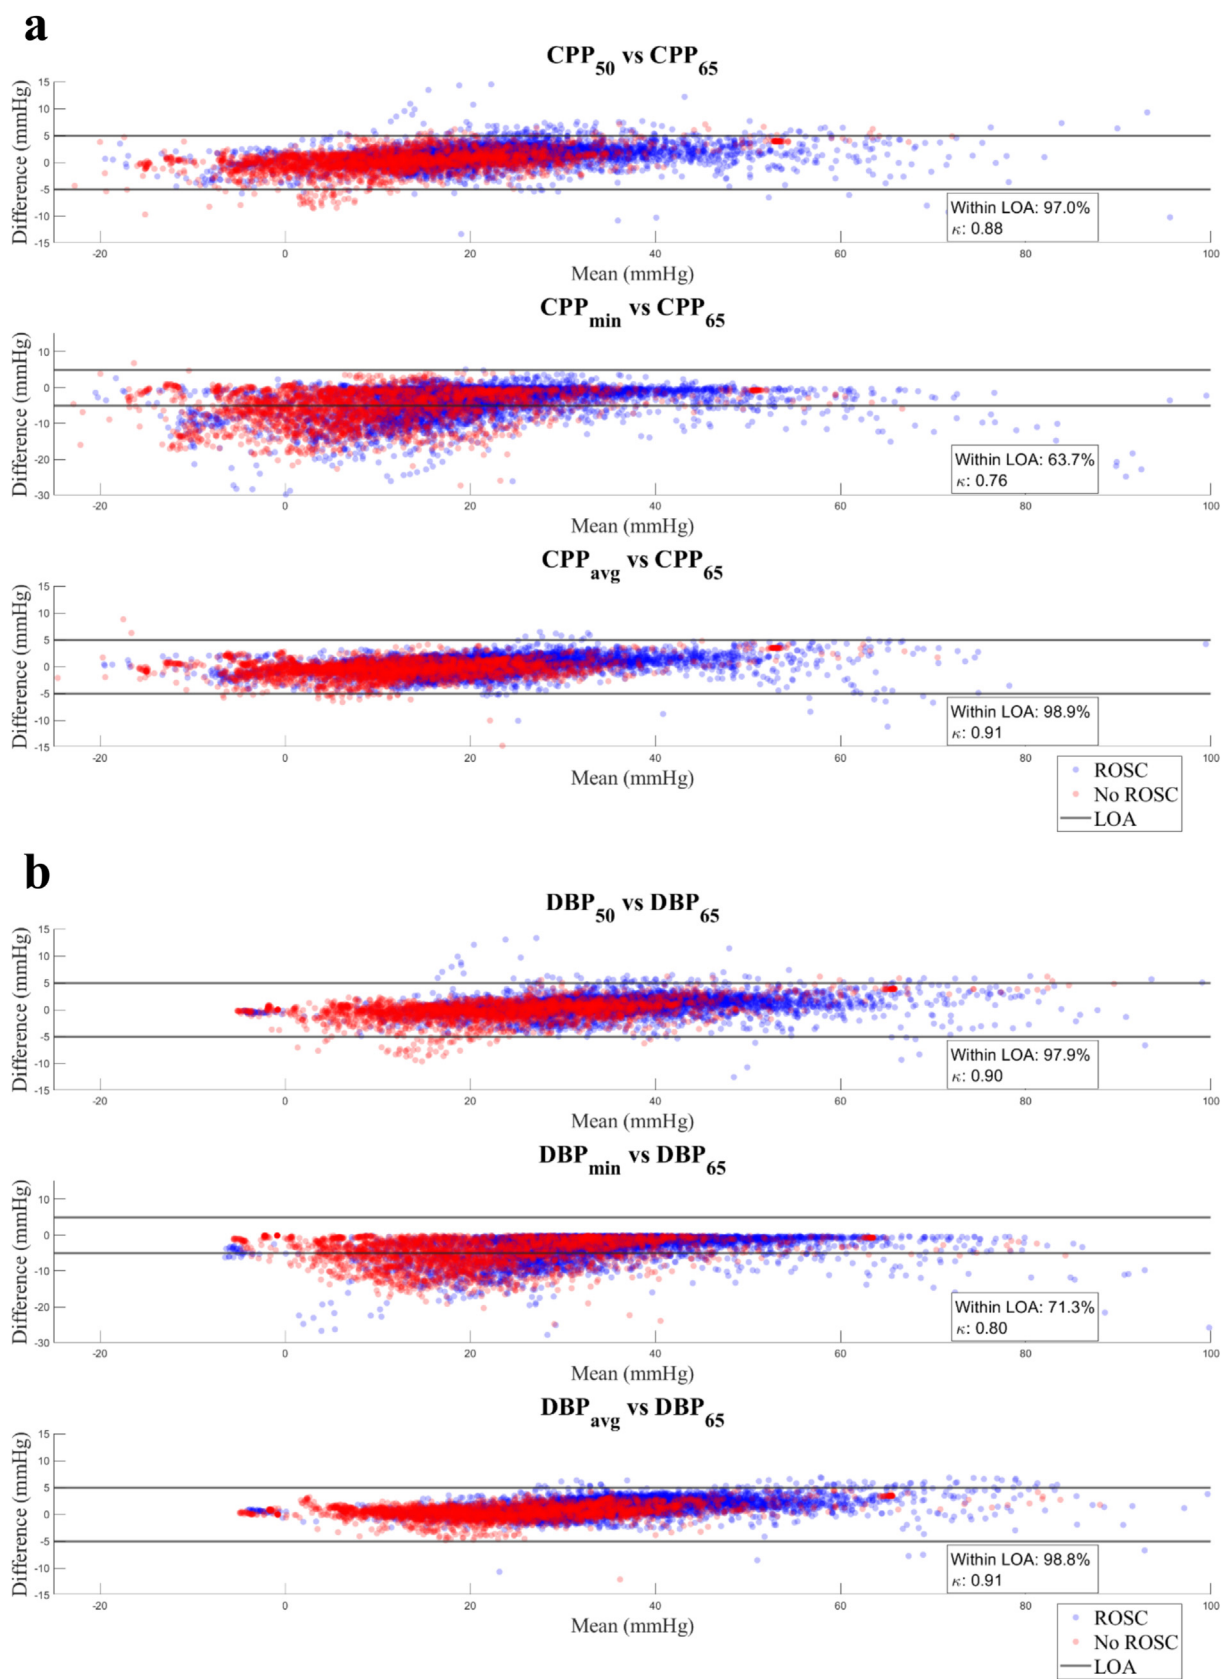 a
CPP50 vs CPP65
Difference (mmHg)
15
10
5
0
-5
-10
-15
Within LOA: 97.0%
κ: 0.88
-20 0 20 40 60 80 100
Mean (mmHg)
CPPmin vs CPP65
Difference (mmHg)
10
0
-10
-20
-30
Within LOA: 63.7%
κ: 0.76
-20 0 20 40 60 80 100
Mean (mmHg)
CPPavg vs CPP65
Difference (mmHg)
15
10
5
0
-5
-10
-15
Within LOA: 98.9%
κ: 0.91
-20 0 20 40 60 80 100
Mean (mmHg)
ROSC
No ROSC
LOA
b
DBP50 vs DBP65
Difference (mmHg)
15
10
5
0
-5
-10
-15
Within LOA: 97.9%
κ: 0.90
-20 0 20 40 60 80 100
Mean (mmHg)
DBPmin vs DBP65
Difference (mmHg)
10
0
-10
-20
-30
Within LOA: 71.3%
κ: 0.80
-20 0 20 40 60 80 100
Mean (mmHg)
DBPavg vs DBP65
Difference (mmHg)
15
10
5
0
-5
-10
-15
Within LOA: 98.8%
κ: 0.91
-20 0 20 40 60 80 100
Mean (mmHg)
ROSC
No ROSC
LOA